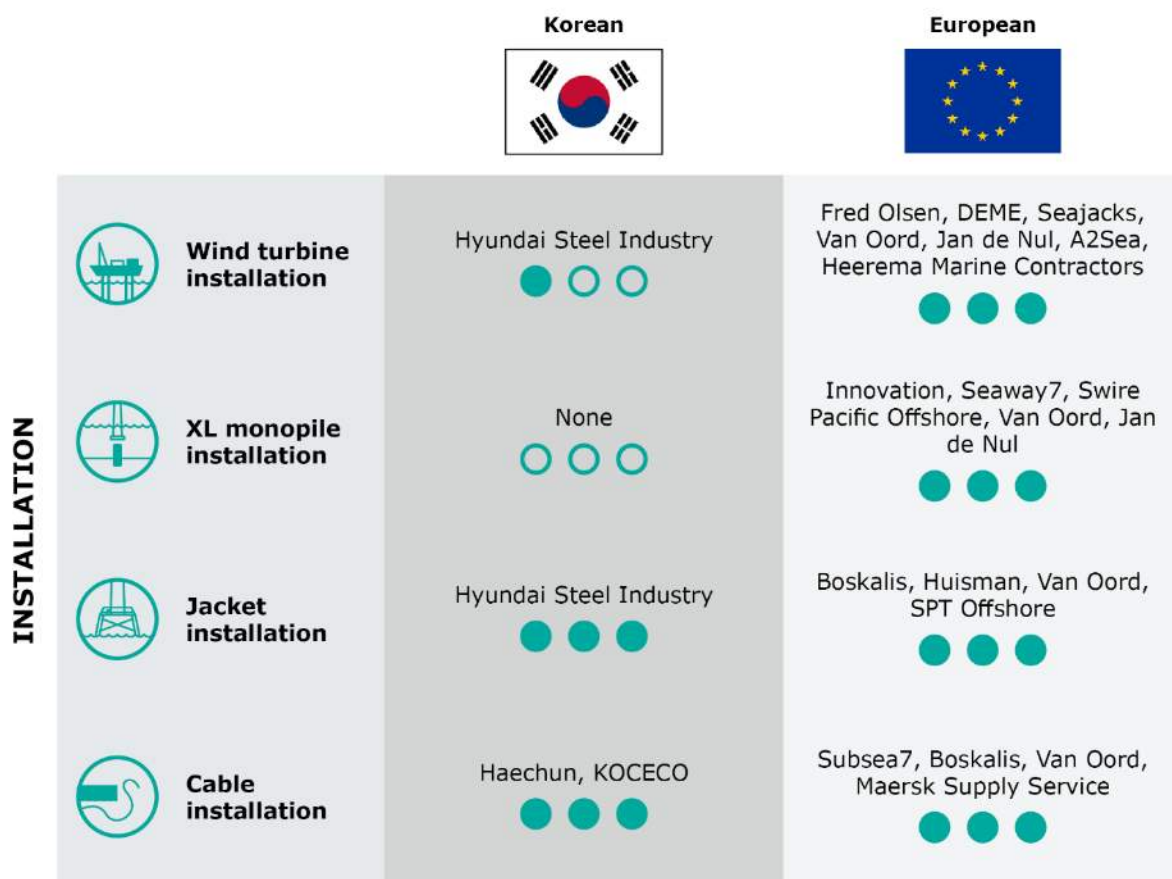 Korean
European
INSTALLATION
Wind turbine
installation
Hyundai Steel Industry
Fred Olsen, DEME, Seajacks,
Van Oord, Jan de Nul, A2Sea,
Heerema Marine Contractors
XL monopile
installation
None
Innovation, Seaway7, Swire
Pacific Offshore, Van Oord, Jan
de Nul
Jacket
installation
Hyundai Steel Industry
Boskalis, Huisman, Van Oord,
SPT Offshore
Cable
installation
Haechun, KOCECO
Subsea7, Boskalis, Van Oord,
Maersk Supply Service